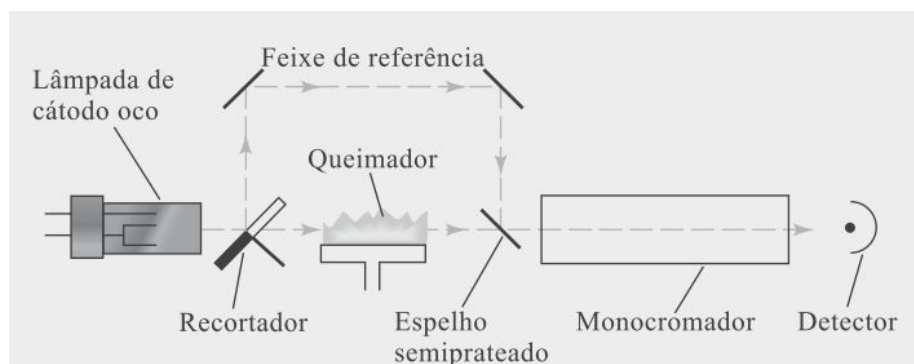 Feixe de referência
Lâmpada de
cátodo oco
Queimador
Recortador
Espelho
semiprateado
Monocromador
Detector